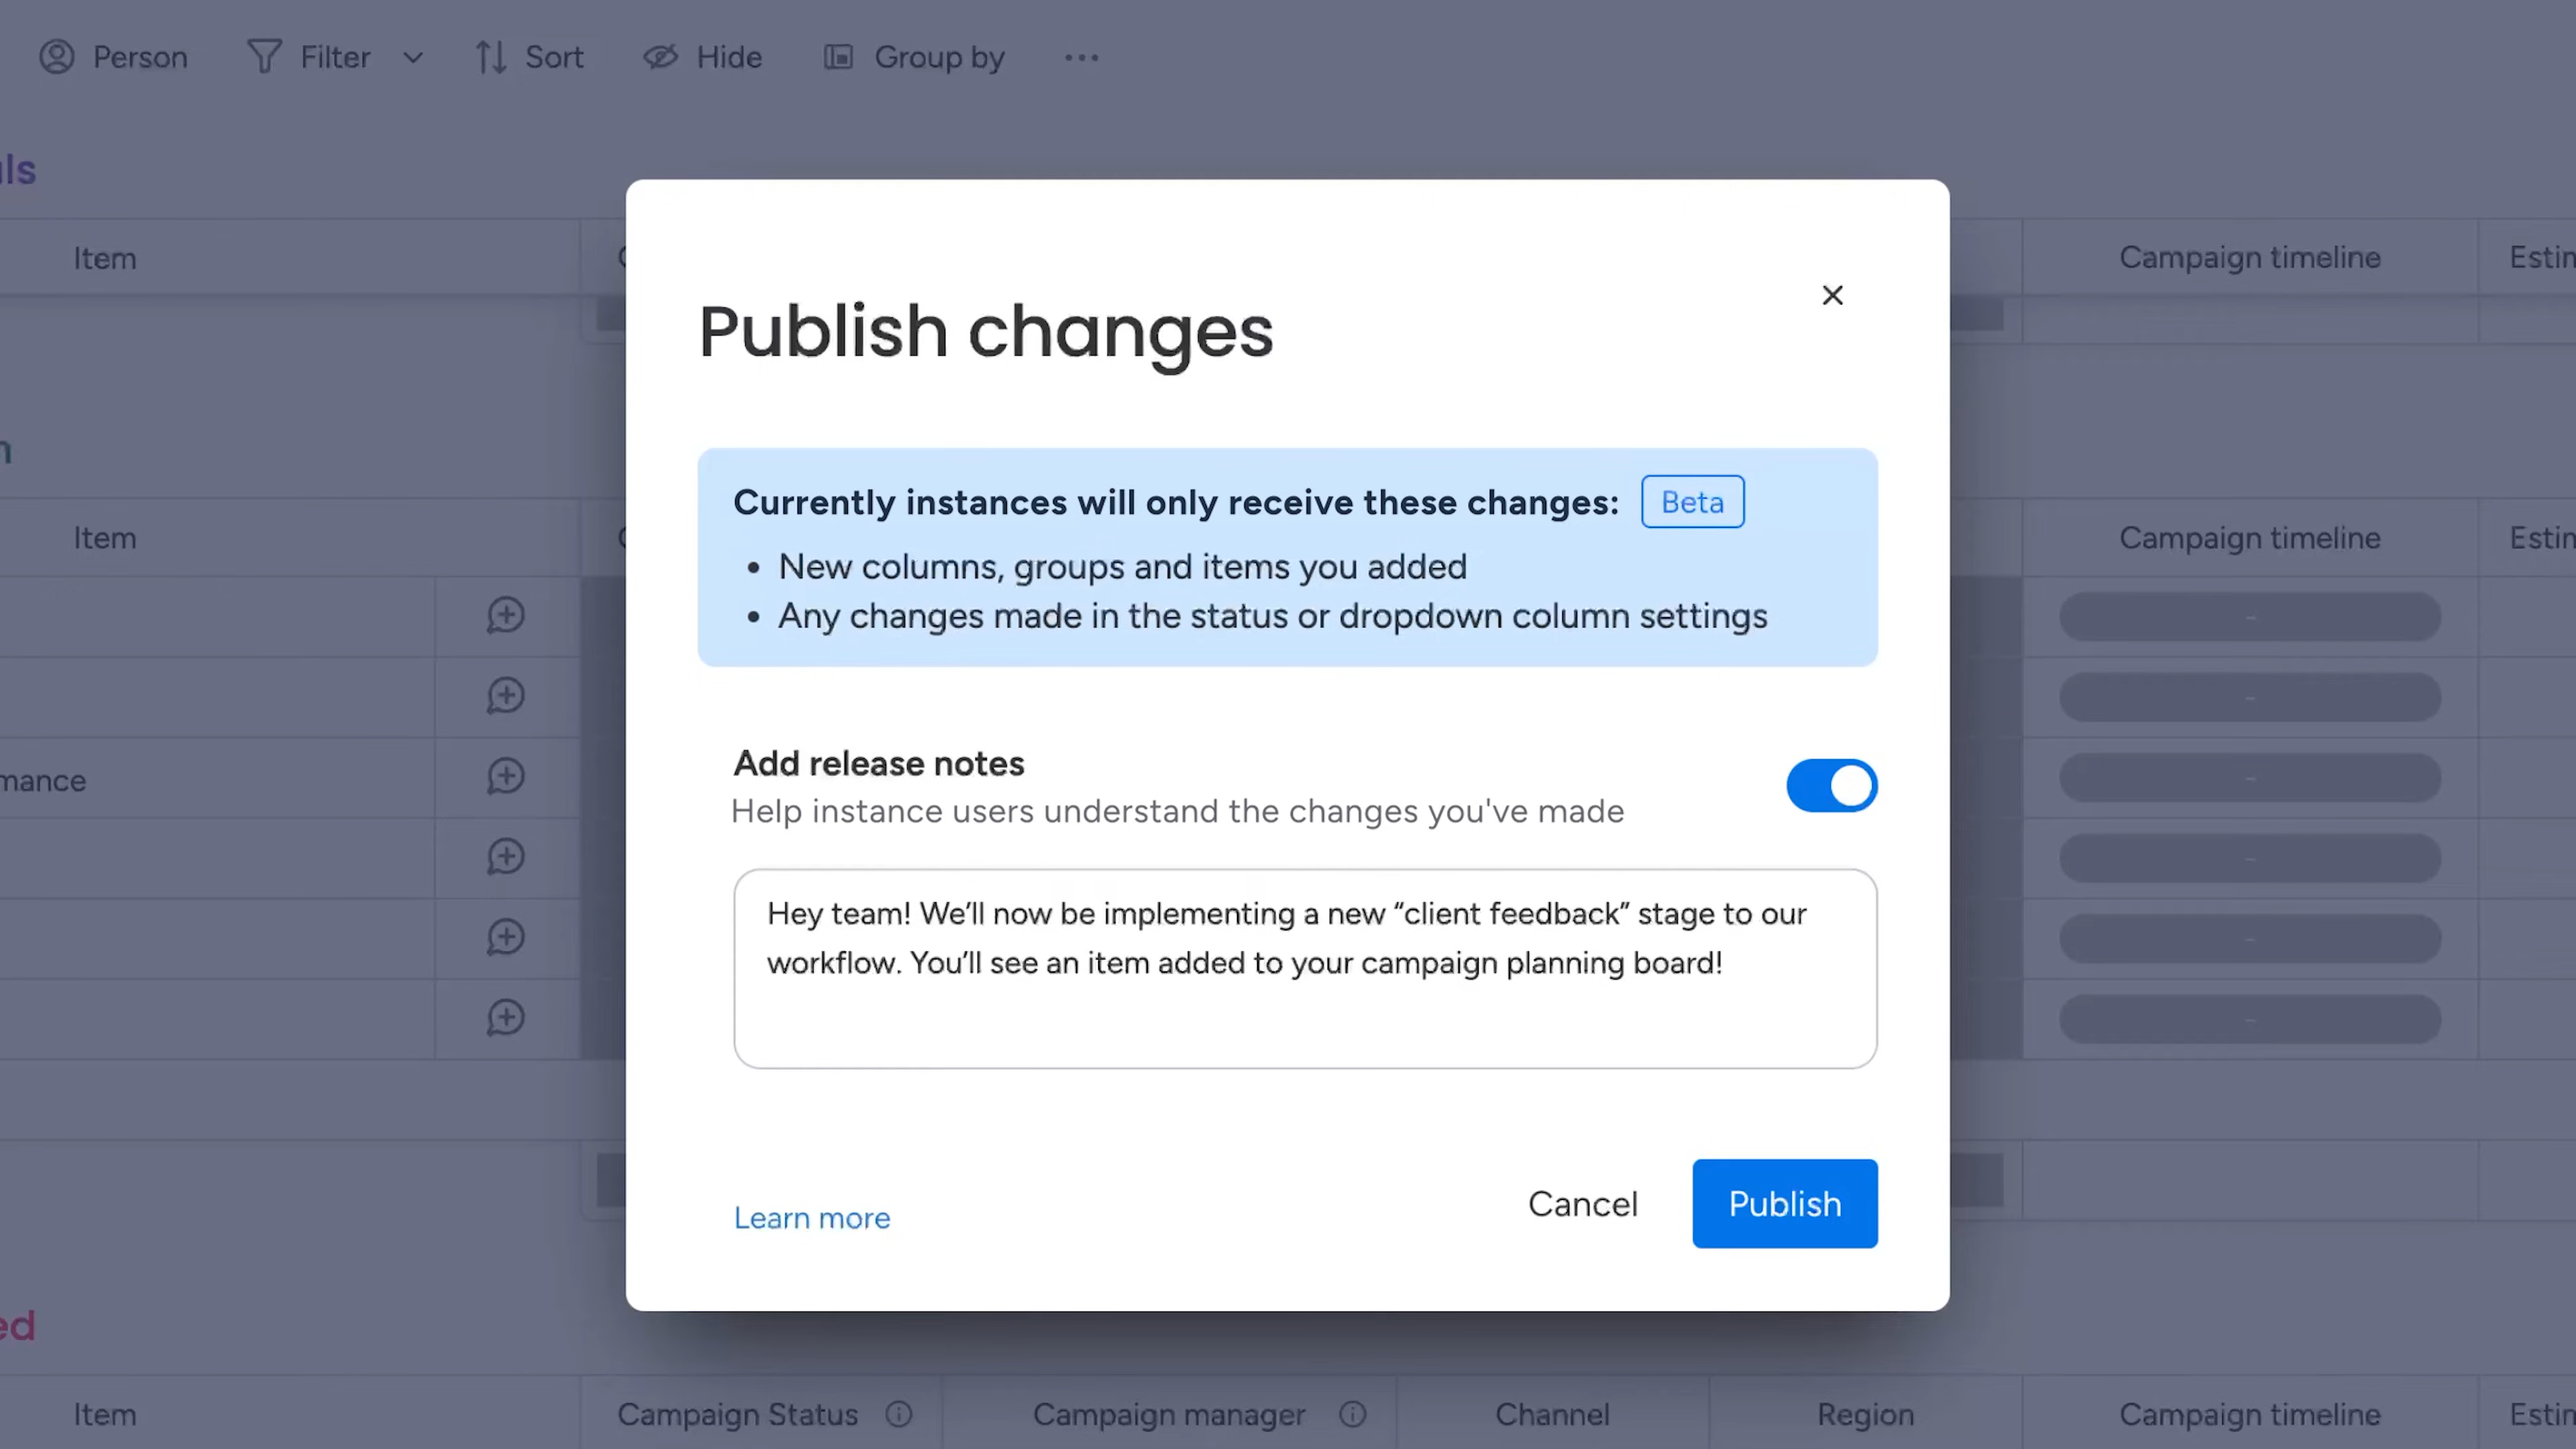 Person Filter Sort Hide Group by
ls
Item Campaign timeline Estin
Publish changes
Currently instances will only receive these changes: Beta
• New columns, groups and items you added
• Any changes made in the status or dropdown column settings
Item Campaign timeline Estin
mance
Add release notes
Help instance users understand the changes you've made
Hey team! We’ll now be implementing a new “client feedback” stage to our
workflow. You’ll see an item added to your campaign planning board!
Learn more Cancel Publish
ed
Item Campaign Status Campaign manager Channel Region Campaign timeline Estin